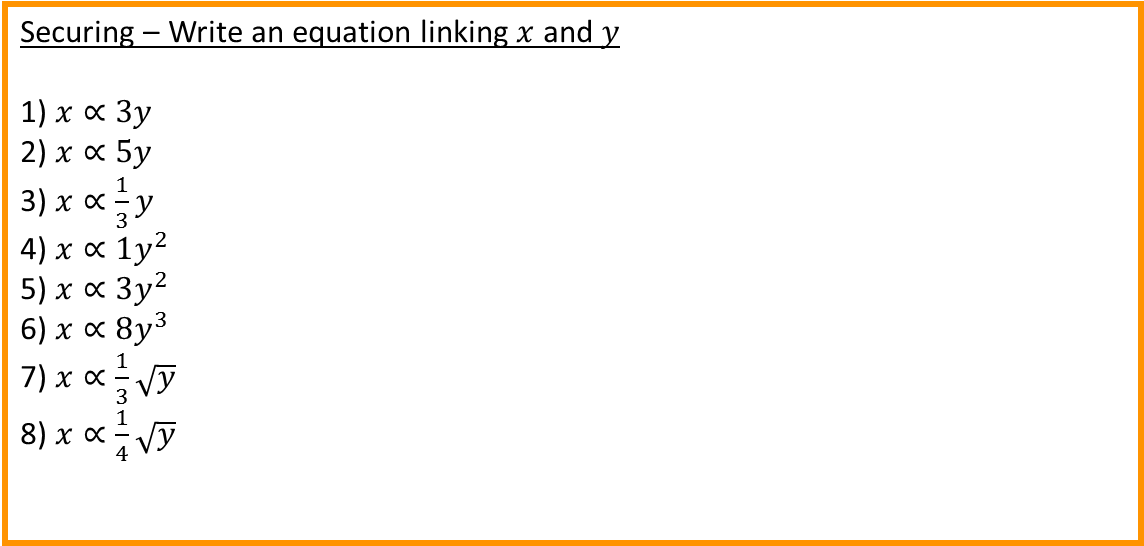 Securing – Write an equation linking 𝑥 and 𝑦
1) 𝑥 ∝ 3𝑦
2) 𝑥 ∝ 5𝑦
3) 𝑥 ∝ 1/3 𝑦
4) 𝑥 ∝ 1𝑦²
5) 𝑥 ∝ 3𝑦²
6) 𝑥 ∝ 8𝑦³
7) 𝑥 ∝ 1/3 √𝑦
8) 𝑥 ∝ 1/4 √𝑦